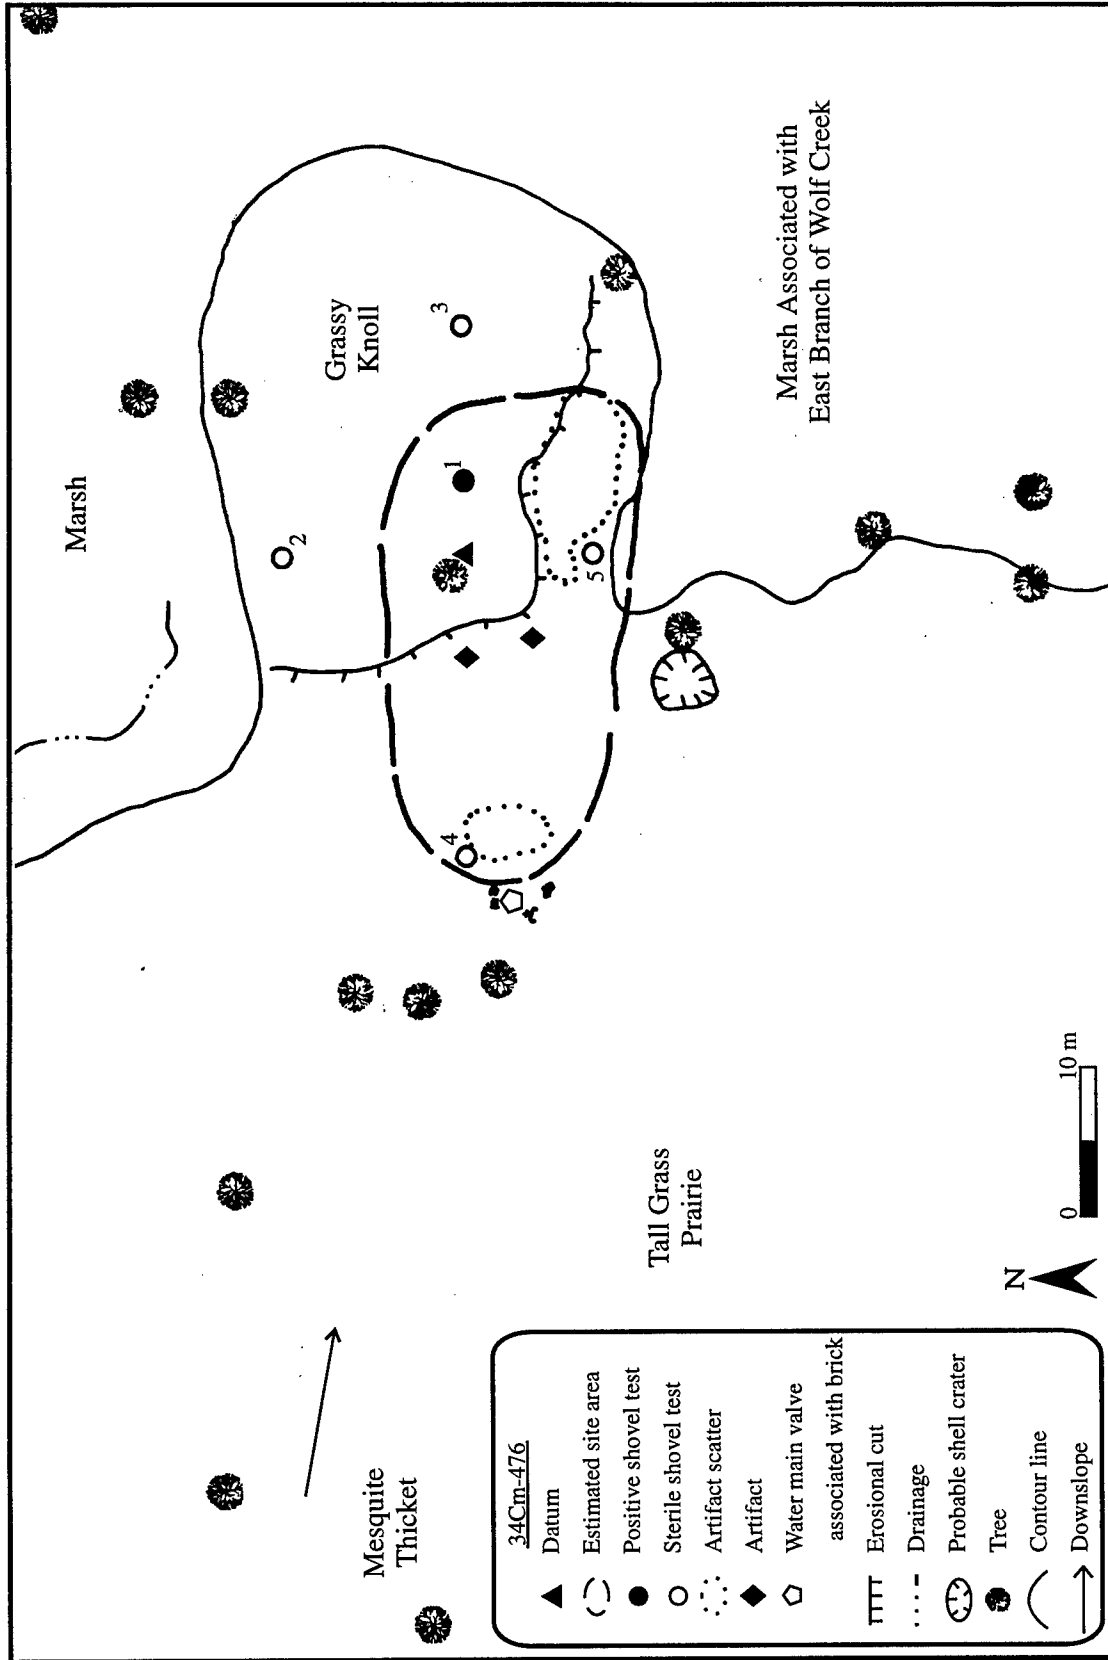 Marsh
2
Grassy
Knoll
3
1
4
5
Marsh Associated with
East Branch of Wolf Creek
Mesquite
Thicket
Tall Grass
Prairie
N
0
10 m
34Cm-476
Datum
Estimated site area
Positive shovel test
Sterile shovel test
Artifact scatter
Artifact
Water main valve
associated with brick
Erosional cut
Drainage
Probable shell crater
Tree
Contour line
Downslope